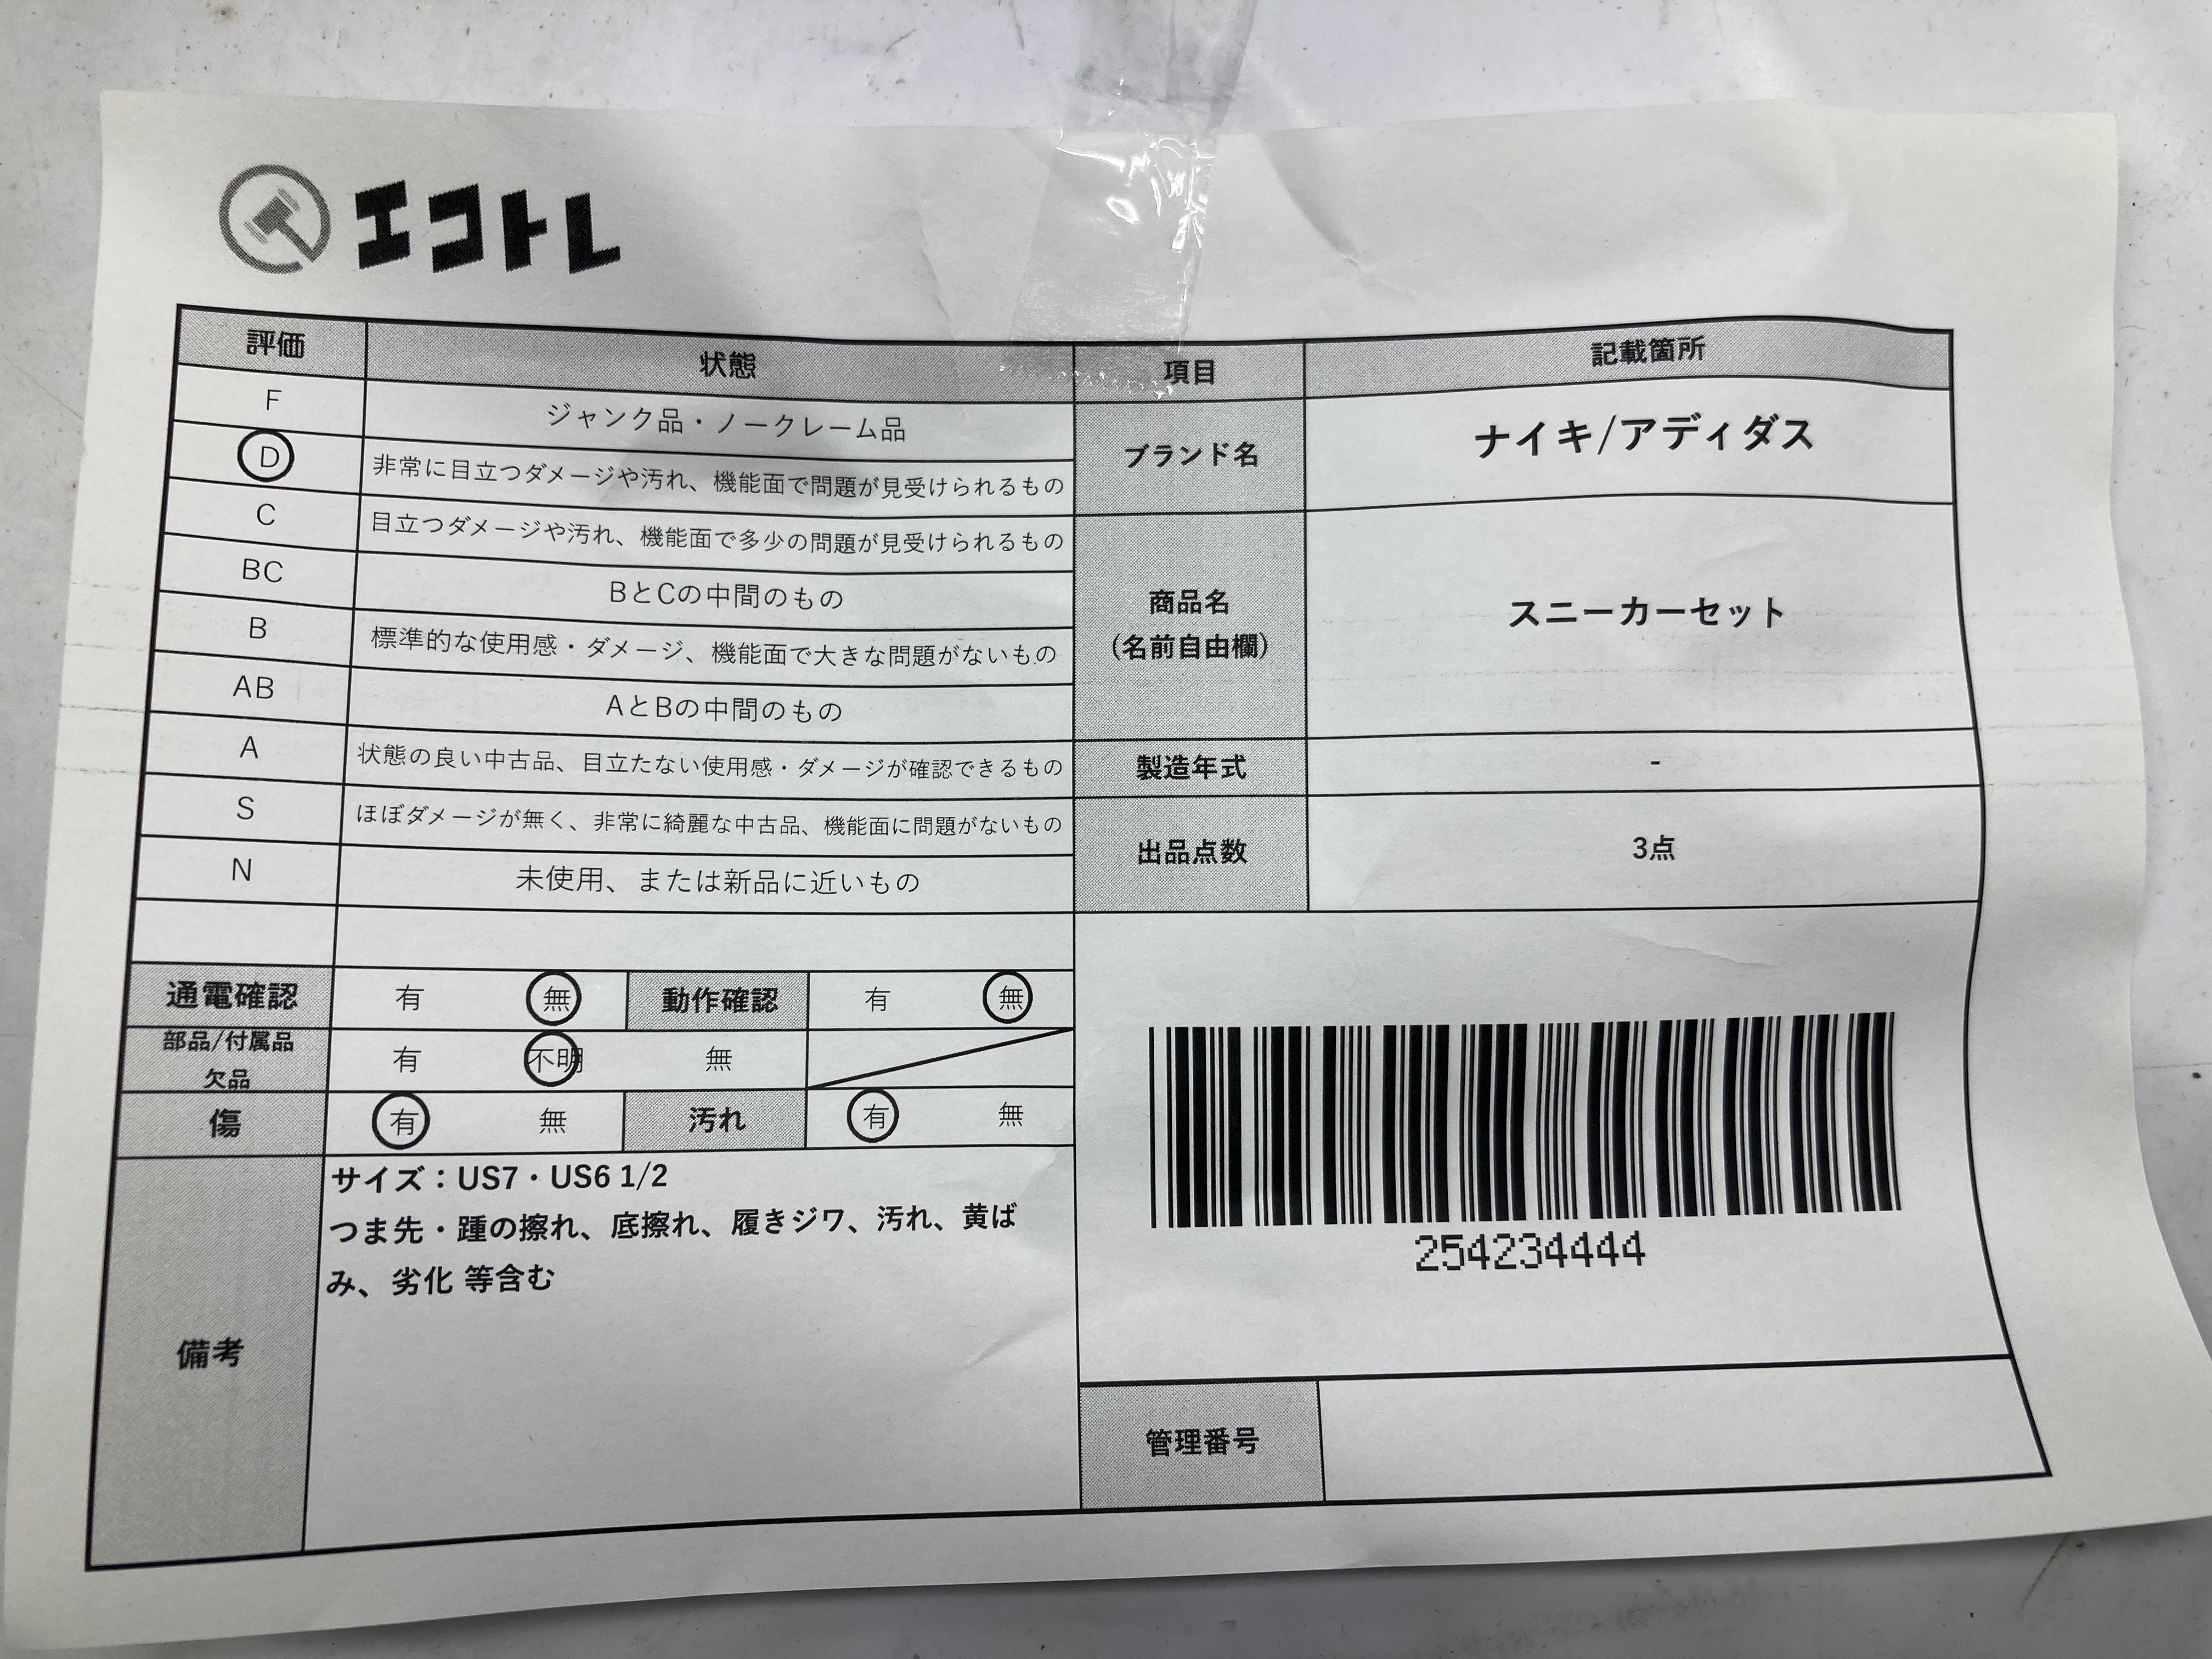 エコトレ
評価 状態
F ジャンク品・ノークレーム品
D 非常に目立つダメージや汚れ、機能面で問題が見受けられるもの
C 目立つダメージや汚れ、機能面で多少の問題が見受けられるもの
BC BとCの中間のもの
B 標準的な使用感・ダメージ、機能面で大きな問題がないもの
AB AとBの中間のもの
A 状態の良い中古品、目立たない使用感・ダメージが確認できるもの
S ほぼダメージが無く、非常に綺麗な中古品、機能面に問題がないもの
N 未使用、または新品に近いもの
通電確認 有 無 動作確認 有 無
部品/付属品
欠品
有 不明 無
傷 有 無 汚れ 有 無
備考
サイズ：US7・US6 1/2
つま先・踵の擦れ、底擦れ、履きジワ、汚れ、黄ば
み、劣化 等含む
項目 記載箇所
ブランド名 ナイキ/アディダス
商品名
(名前自由欄)
スニーカーセット
製造年式 -
出品点数 3点
254234444
管理番号